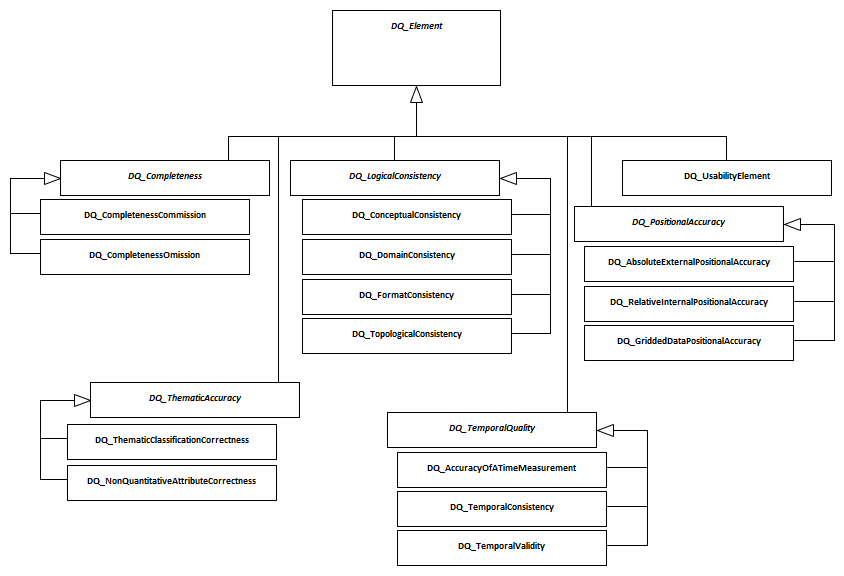 DQ_Element
DQ_Completeness
DQ_CompletenessCommission
DQ_CompletenessOmission
DQ_LogicalConsistency
DQ_ConceptualConsistency
DQ_DomainConsistency
DQ_FormatConsistency
DQ_TopologicalConsistency
DQ_UsabilityElement
DQ_PositionalAccuracy
DQ_AbsoluteExternalPositionalAccuracy
DQ_RelativeInternalPositionalAccuracy
DQ_GriddedDataPositionalAccuracy
DQ_ThematicAccuracy
DQ_ThematicClassificationCorrectness
DQ_NonQuantitativeAttributeCorrectness
DQ_TemporalQuality
DQ_AccuracyOfATimeMeasurement
DQ_TemporalConsistency
DQ_TemporalValidity